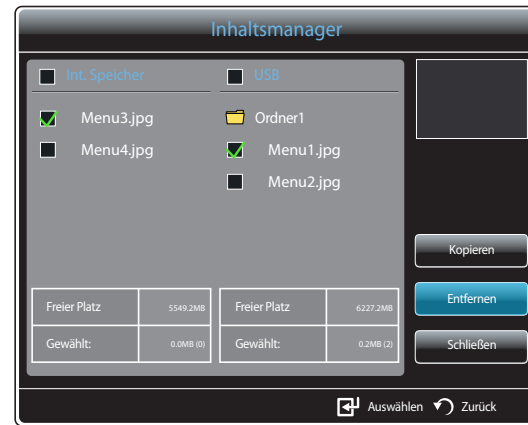 Inhaltsmanager
Int. Speicher
USB
Menu3.jpg
Ordner1
Menu4.jpg
Menu1.jpg
Menu2.jpg
Kopieren
Entfernen
Schließen
Freier Platz 5549.2MB
Gewählt: 0.0MB (0)
Freier Platz 6227.2MB
Gewählt: 0.2MB (2)
Auswählen Zurück